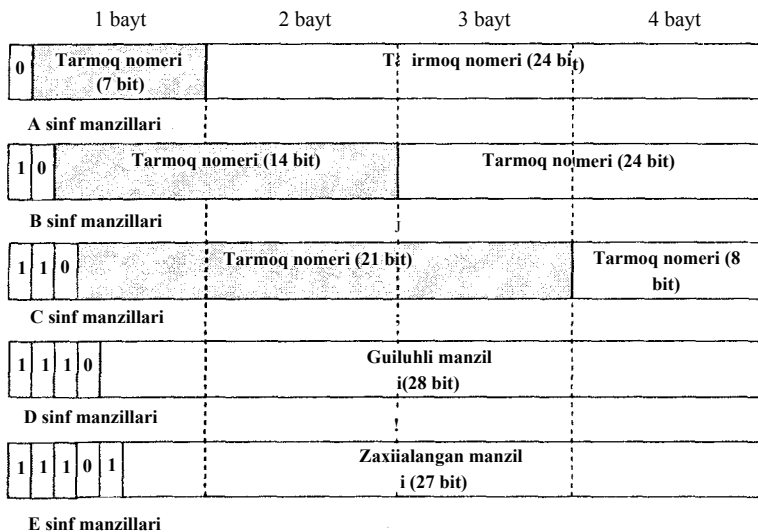 1 bayt 2 bayt 3 bayt 4 bayt
0 Tarmoq nomeri (7 bit) Ta irmoq nomeri (24 bit)
A sinf manzillari
1 0 Tarmoq nomeri (14 bit) Tarmoq nomeri (24 bit)
B sinf manzillari
1 1 0 Tarmoq nomeri (21 bit) Tarmoq nomeri (8 bit)
C sinf manzillari
1 1 1 0 Guiluhli manzil i(28 bit)
D sinf manzillari
1 1 1 0 1 Zaxiialangan manzil i (27 bit)
E sinf manzillari